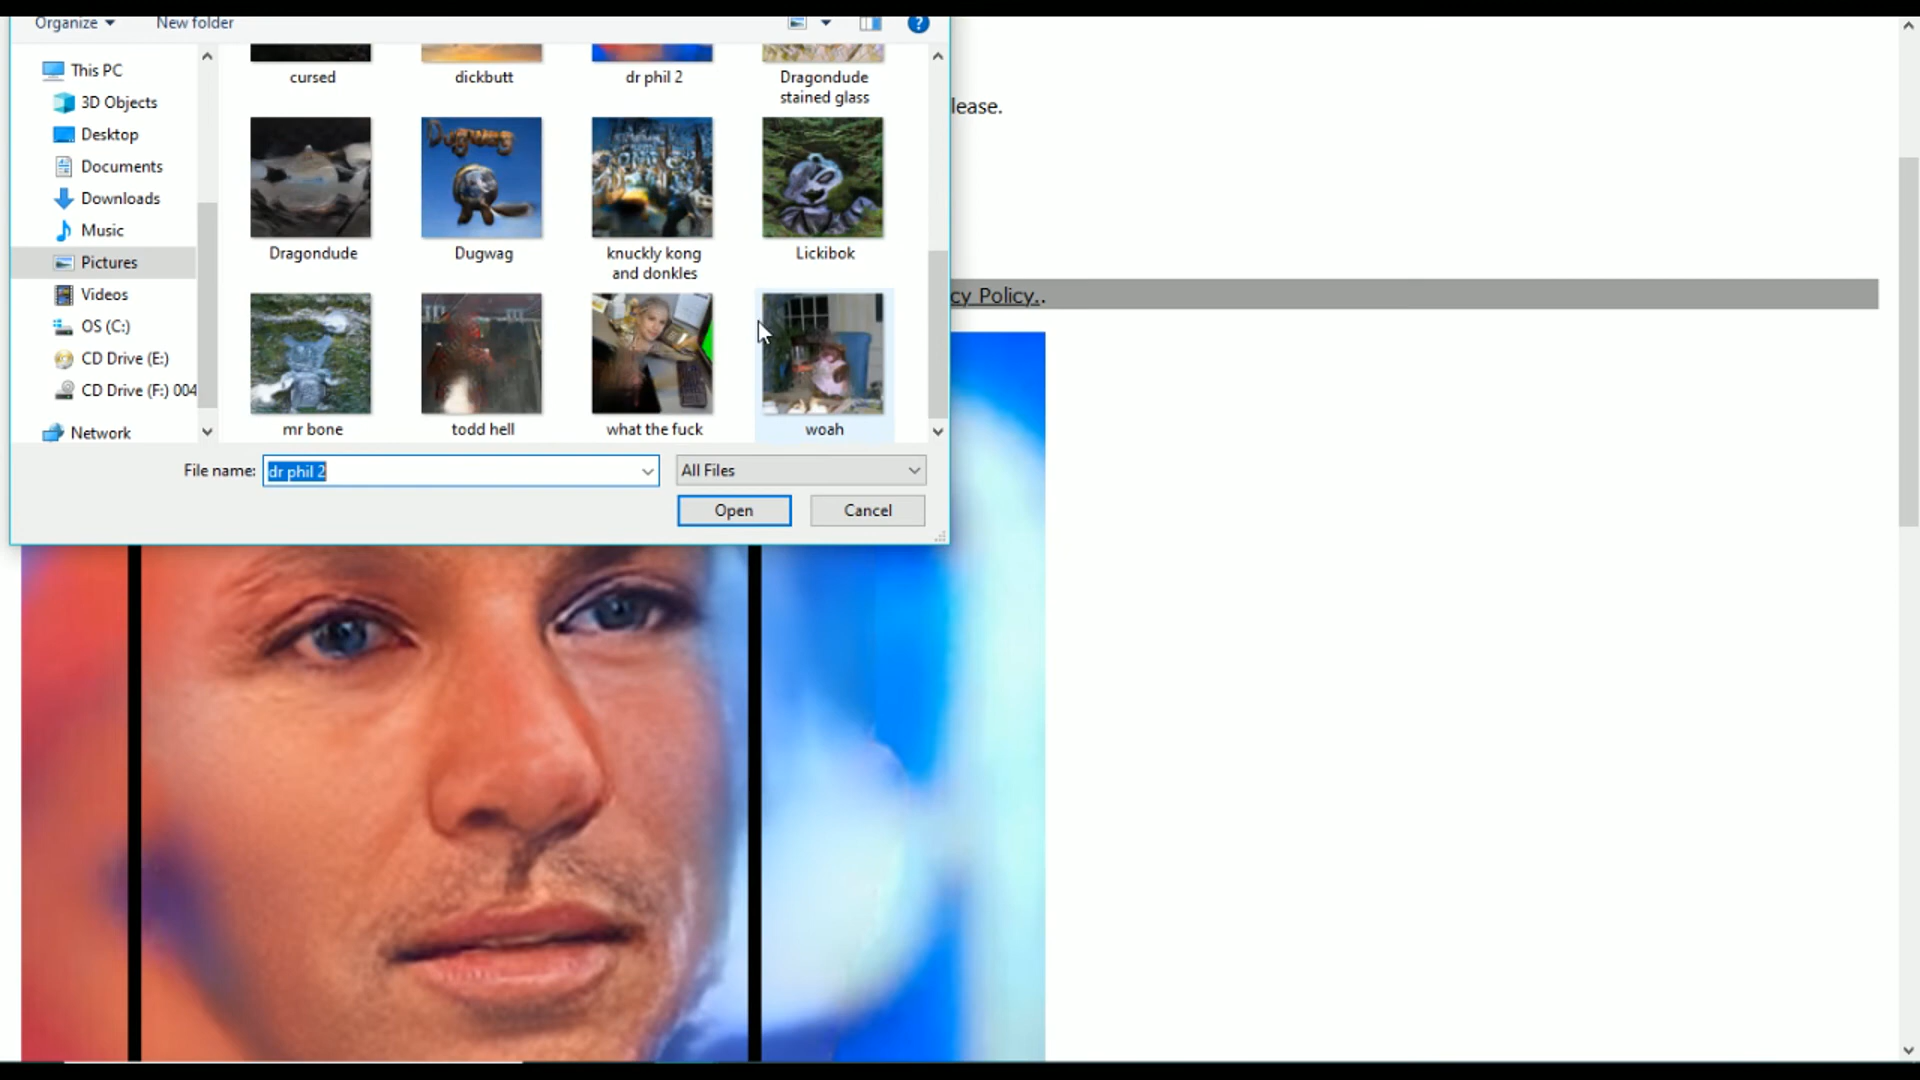 Organize
New folder
This PC
3D Objects
Desktop
Documents
Downloads
Music
Pictures
Videos
OS (C:)
CD Drive (E:)
CD Drive (F:) 004
Network
cursed
dickbutt
dr phil 2
Dragondude
stained glass
Dragondude
Dugwag
Dugwag
knuckly kong
and donkles
Lickibok
mr bone
todd hell
what the fuck
woah
File name:
dr phil 2
All Files
Open
Cancel
lease.
cy Policy..